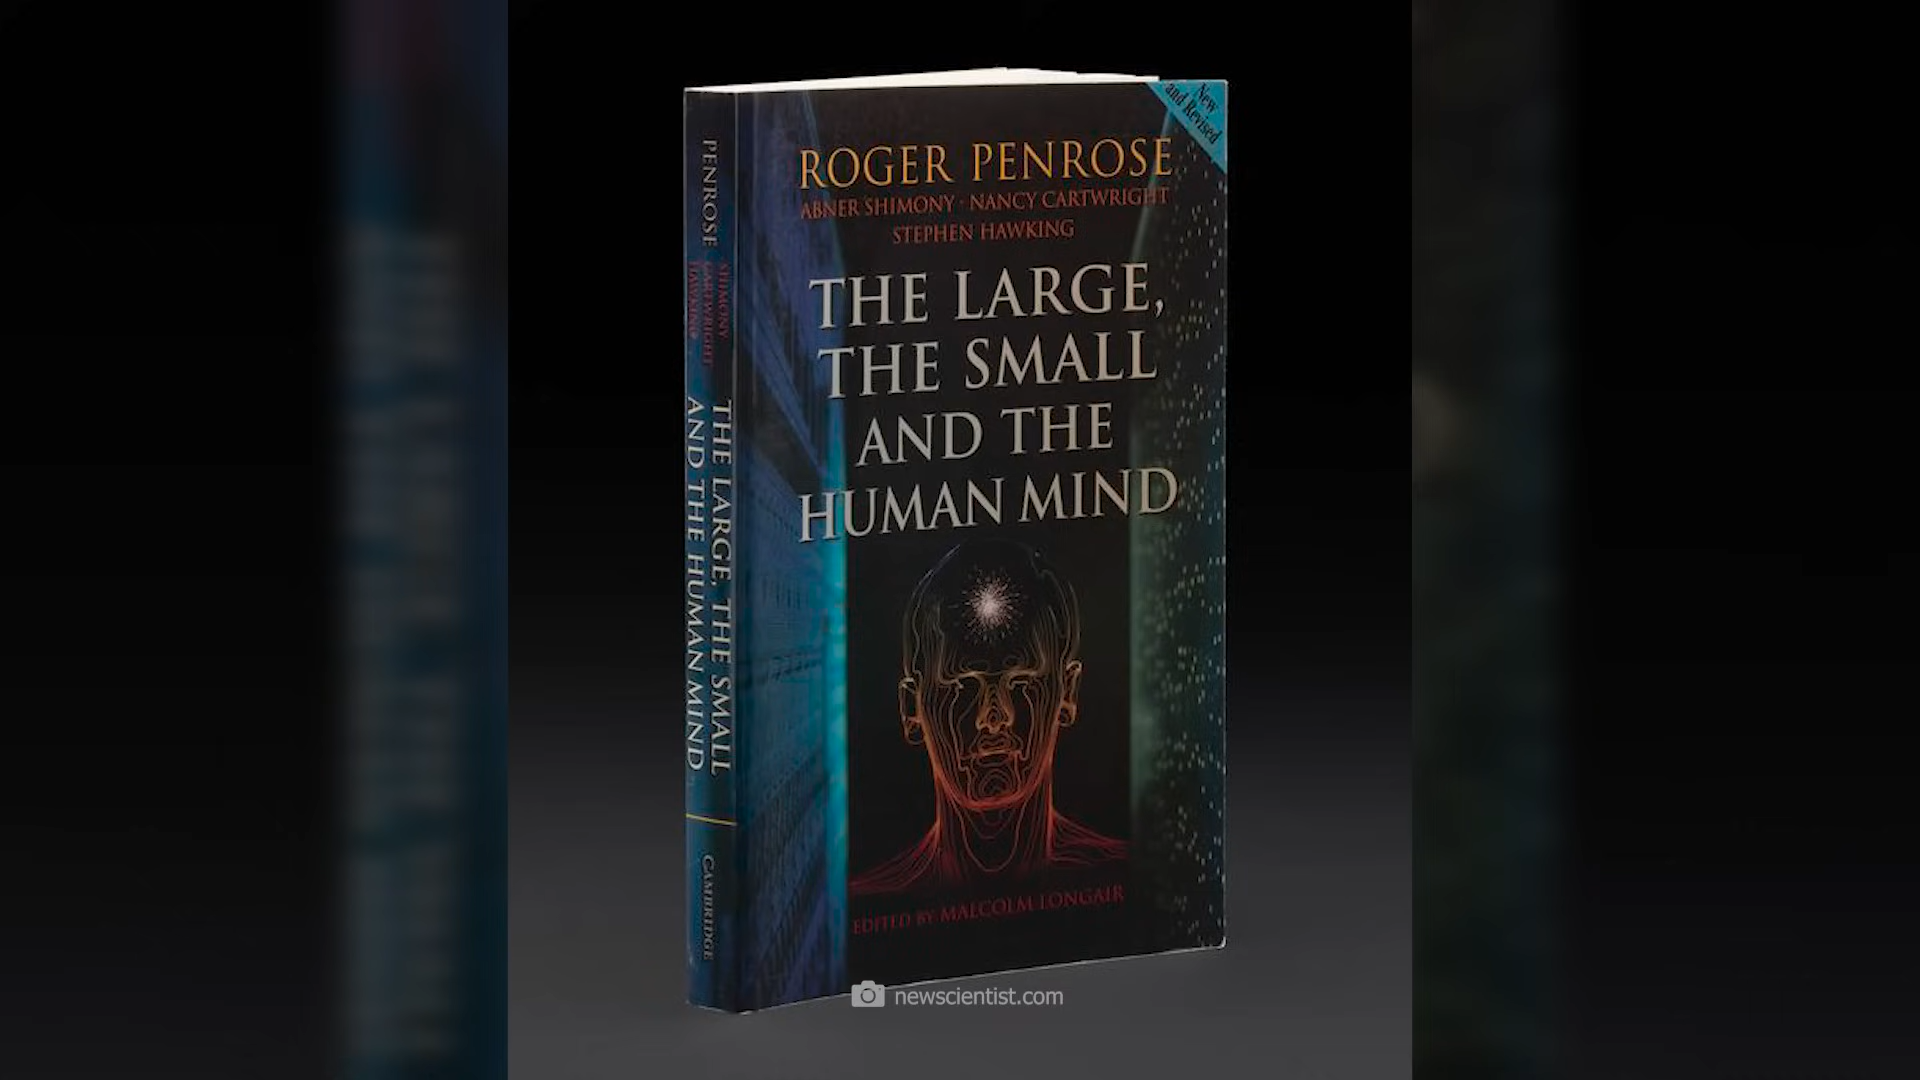 New
and Revised
ROGER PENROSE
ABNER SHIMONY · NANCY CARTWRIGHT
STEPHEN HAWKING
THE LARGE,
THE SMALL
AND THE
HUMAN MIND
EDITED BY MALCOLM LONGAIR
PENROSE
SHIMONY
CARTWRIGHT
HAWKING
THE LARGE, THE SMALL
AND THE HUMAN MIND
CAMBRIDGE
newscientist.com